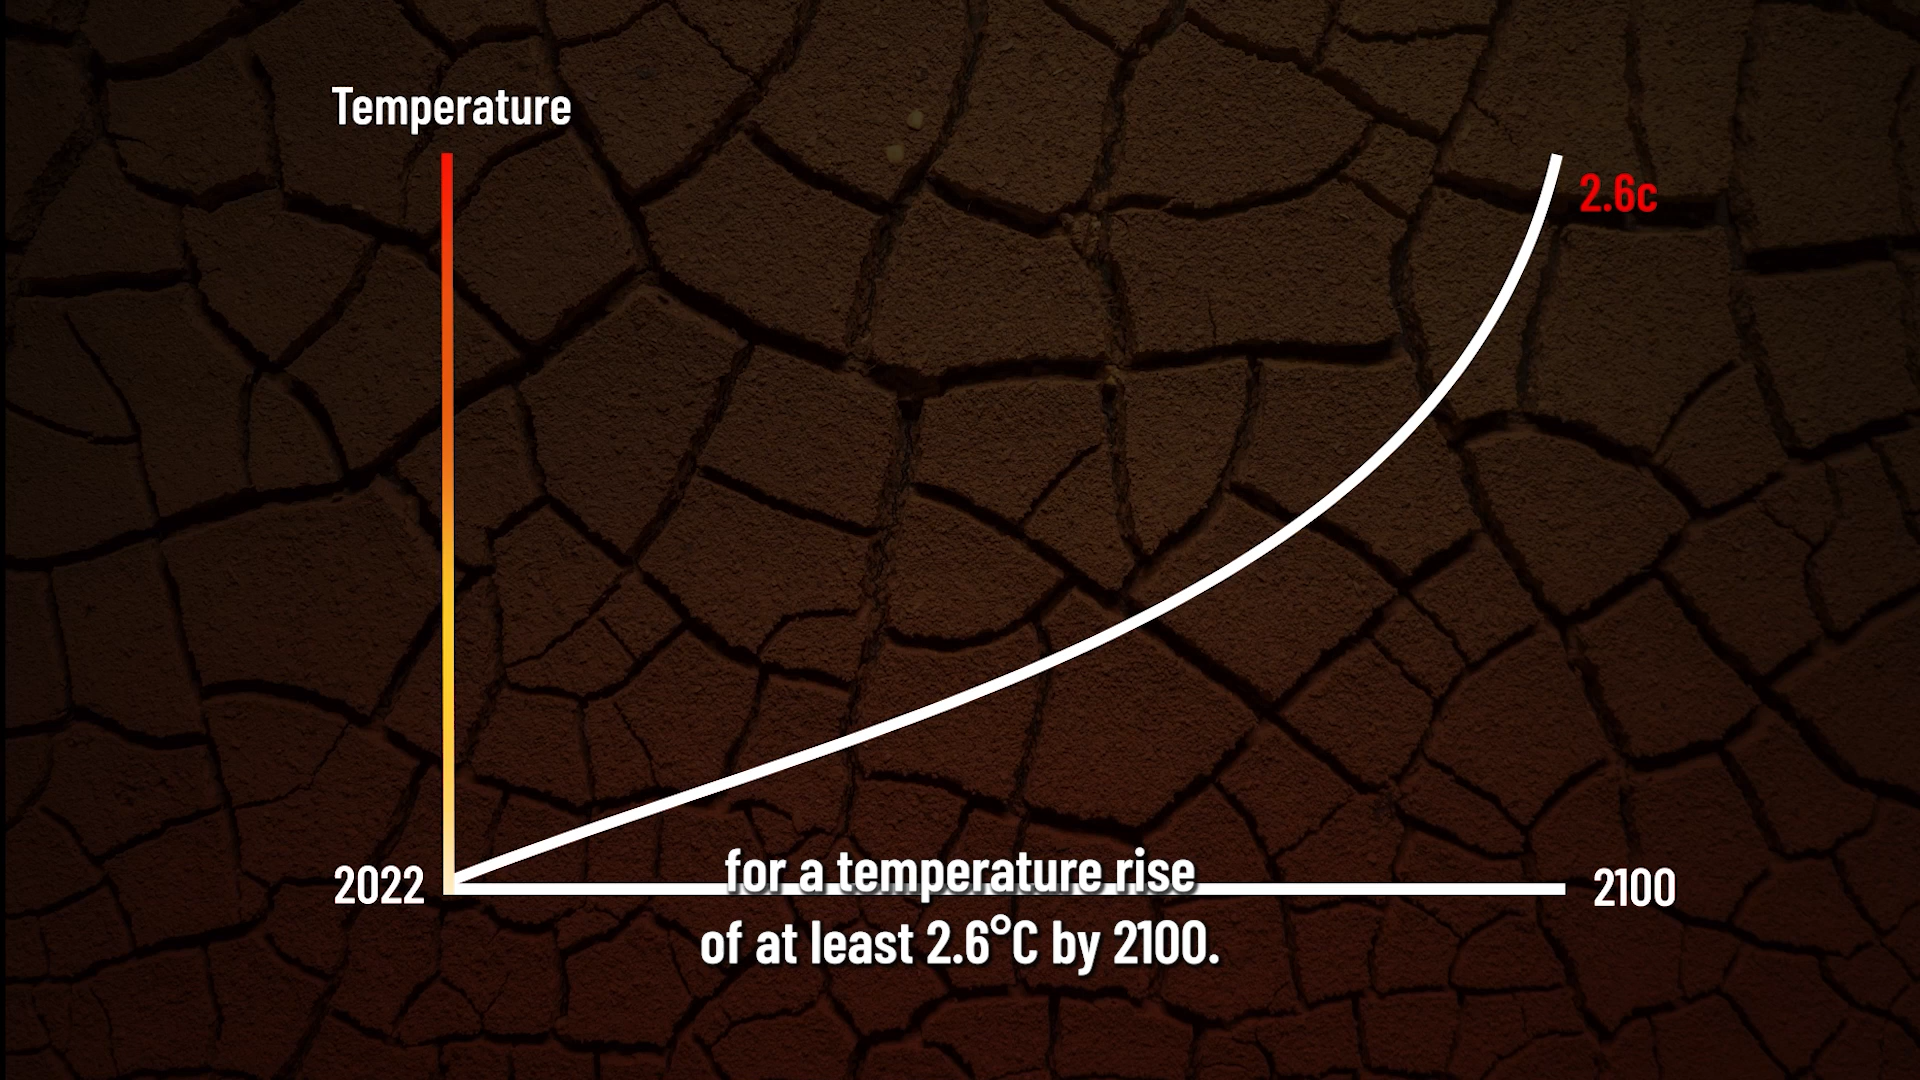 Temperature
2.6c
2022
2100
for a temperature rise
of at least 2.6°C by 2100.